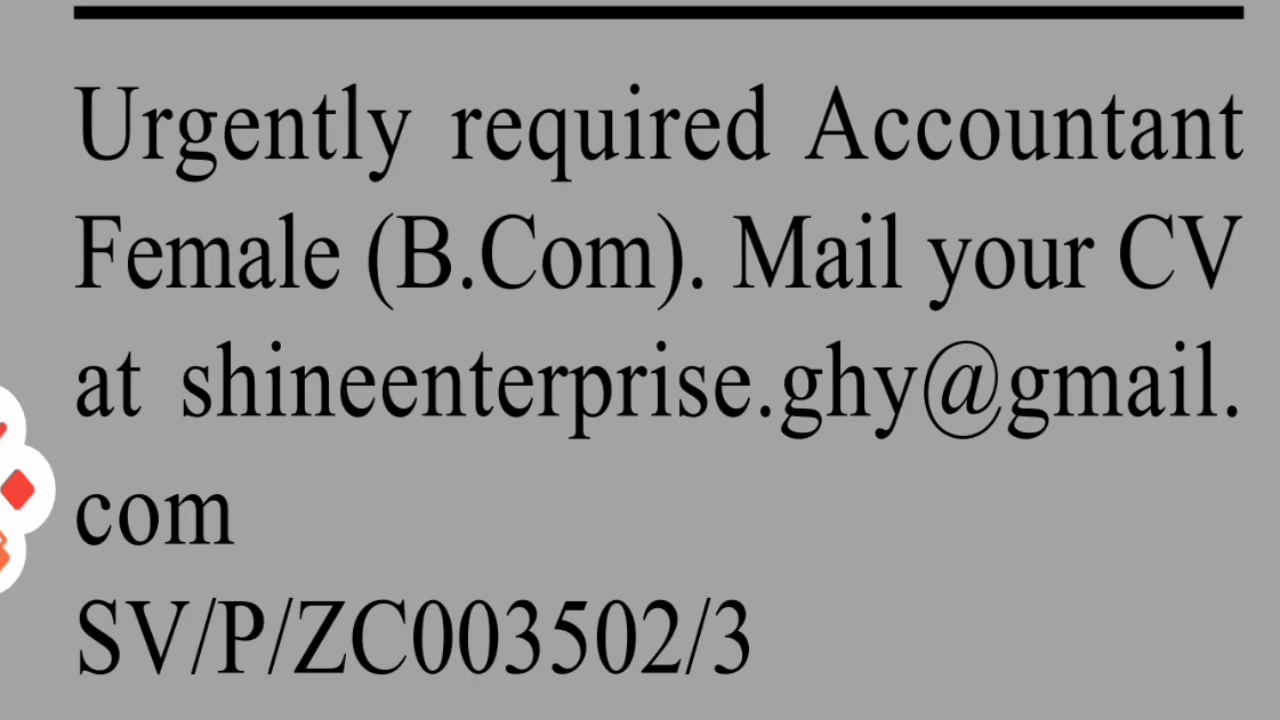 Urgently required Accountant
Female (B.Com). Mail your CV
at shineenterprise.ghy@gmail.
com
SV/P/ZC003502/3